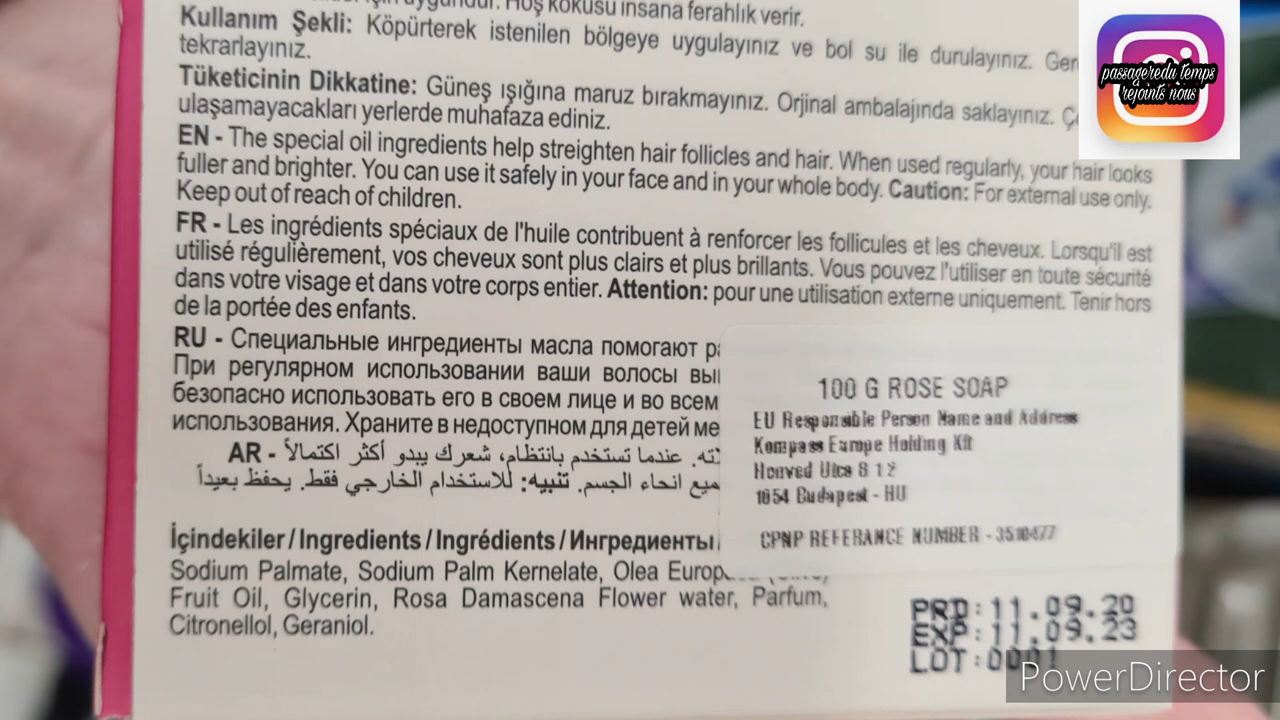 için uygundur. Hoş kokusu insana ferahlık verir.
Kullanım Şekli: Köpürterek istenilen bölgeye uygulayınız ve bol su ile durulayınız.
tekrarlayınız.
Tüketicinin Dikkatine: Güneş ışığına maruz bırakmayınız. Orjinal ambalajında saklayınız.
ulaşamayacakları yerlerde muhafaza ediniz.
EN - The special oil ingredients help streighten hair follicles and hair. When used regularly, your hair looks
fuller and brighter. You can use it safely in your face and in your whole body. Caution: For external use only.
Keep out of reach of children.
FR - Les ingrédients spéciaux de l'huile contribuent à renforcer les follicules et les cheveux. Lorsqu'il est
utilisé régulièrement, vos cheveux sont plus clairs et plus brillants. Vous pouvez l'utiliser en toute sécurité
dans votre visage et dans votre corps entier. Attention: pour une utilisation externe uniquement. Tenir hors
de la portée des enfants.
RU - Специальные ингредиенты масла помогают
При регулярном использовании ваши волосы
безопасно использовать его в своем лице и во всем
использования. Храните в недоступном для детей
AR - عندما تستخدم بانتظام، شعرك يبدو أكثر اكتمالاً
انحاء الجسم. تنبيه: للاستخدام الخارجي فقط. يحفظ بعيداً
İçindekiler / Ingredients / Ingrédients / Ингредиенты
Sodium Palmate, Sodium Palm Kernelate, Olea
Fruit Oil, Glycerin, Rosa Damascena Flower water, Parfum,
Citronellol, Geraniol.
100 G ROSE SOAP
EU Responsible Person Name and Address
Kompass Europe Holding Kft
Honved Utca 8 1 2
1054 Budapest - HU
CPNP REFERANCE NUMBER - 3510477
PRD: 11.09.20
EXP: 11.09.23
LOT: 0001
passageredu temps
rejoints nous
PowerDirector